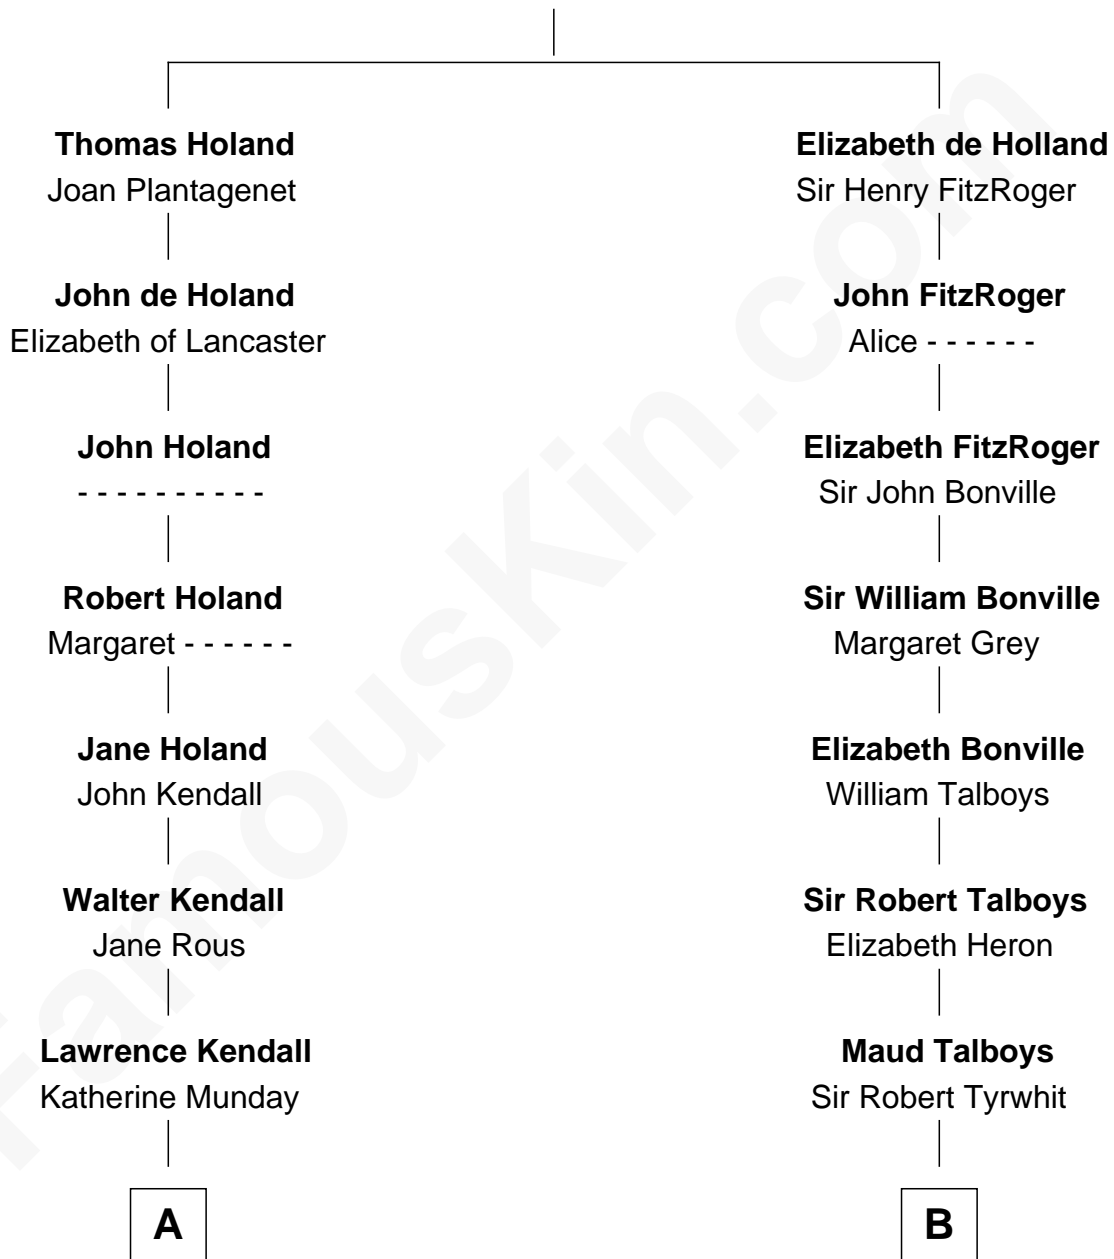 Thomas Holand
Joan Plantagenet
John de Holand
Elizabeth of Lancaster
John Holand
- - - - - - - - - -
Robert Holand
Margaret - - - - - -
Jane Holand
John Kendall
Walter Kendall
Jane Rous
Lawrence Kendall
Katherine Munday
A
Elizabeth de Holland
Sir Henry FitzRoger
John FitzRoger
Alice - - - - - -
Elizabeth FitzRoger
Sir John Bonville
Sir William Bonville
Margaret Grey
Elizabeth Bonville
William Talboys
Sir Robert Talboys
Elizabeth Heron
Maud Talboys
Sir Robert Tyrwhit
B
FamousKin.com